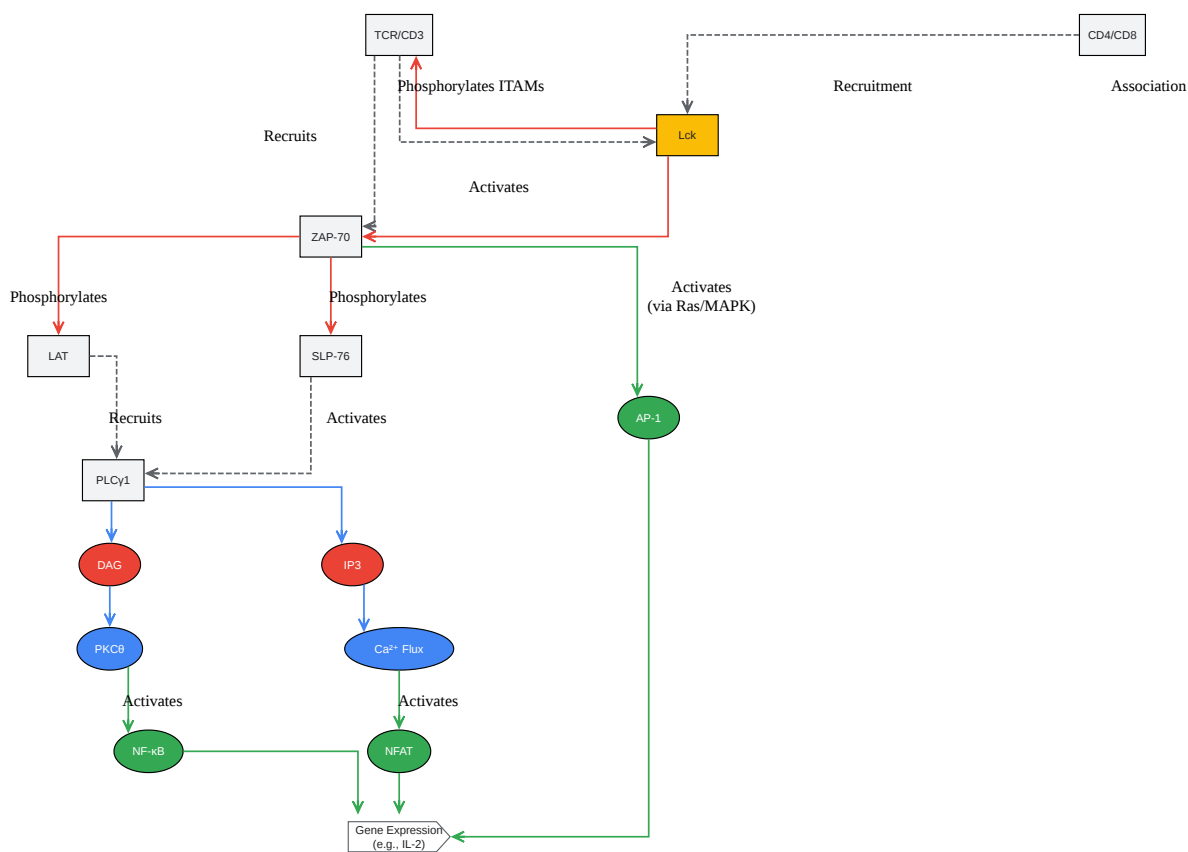 TCR/CD3
CD4/CD8
Phosphorylates ITAMs
Recruitment
Association
Recruits
Lck
Activates
ZAP-70
Activates
(via Ras/MAPK)
Phosphorylates
Phosphorylates
LAT
SLP-76
Recruits
Activates
AP-1
PLCγ1
DAG
IP3
PKCθ
Ca²⁺ Flux
Activates
Activates
NF-κB
NFAT
Gene Expression
(e.g., IL-2)